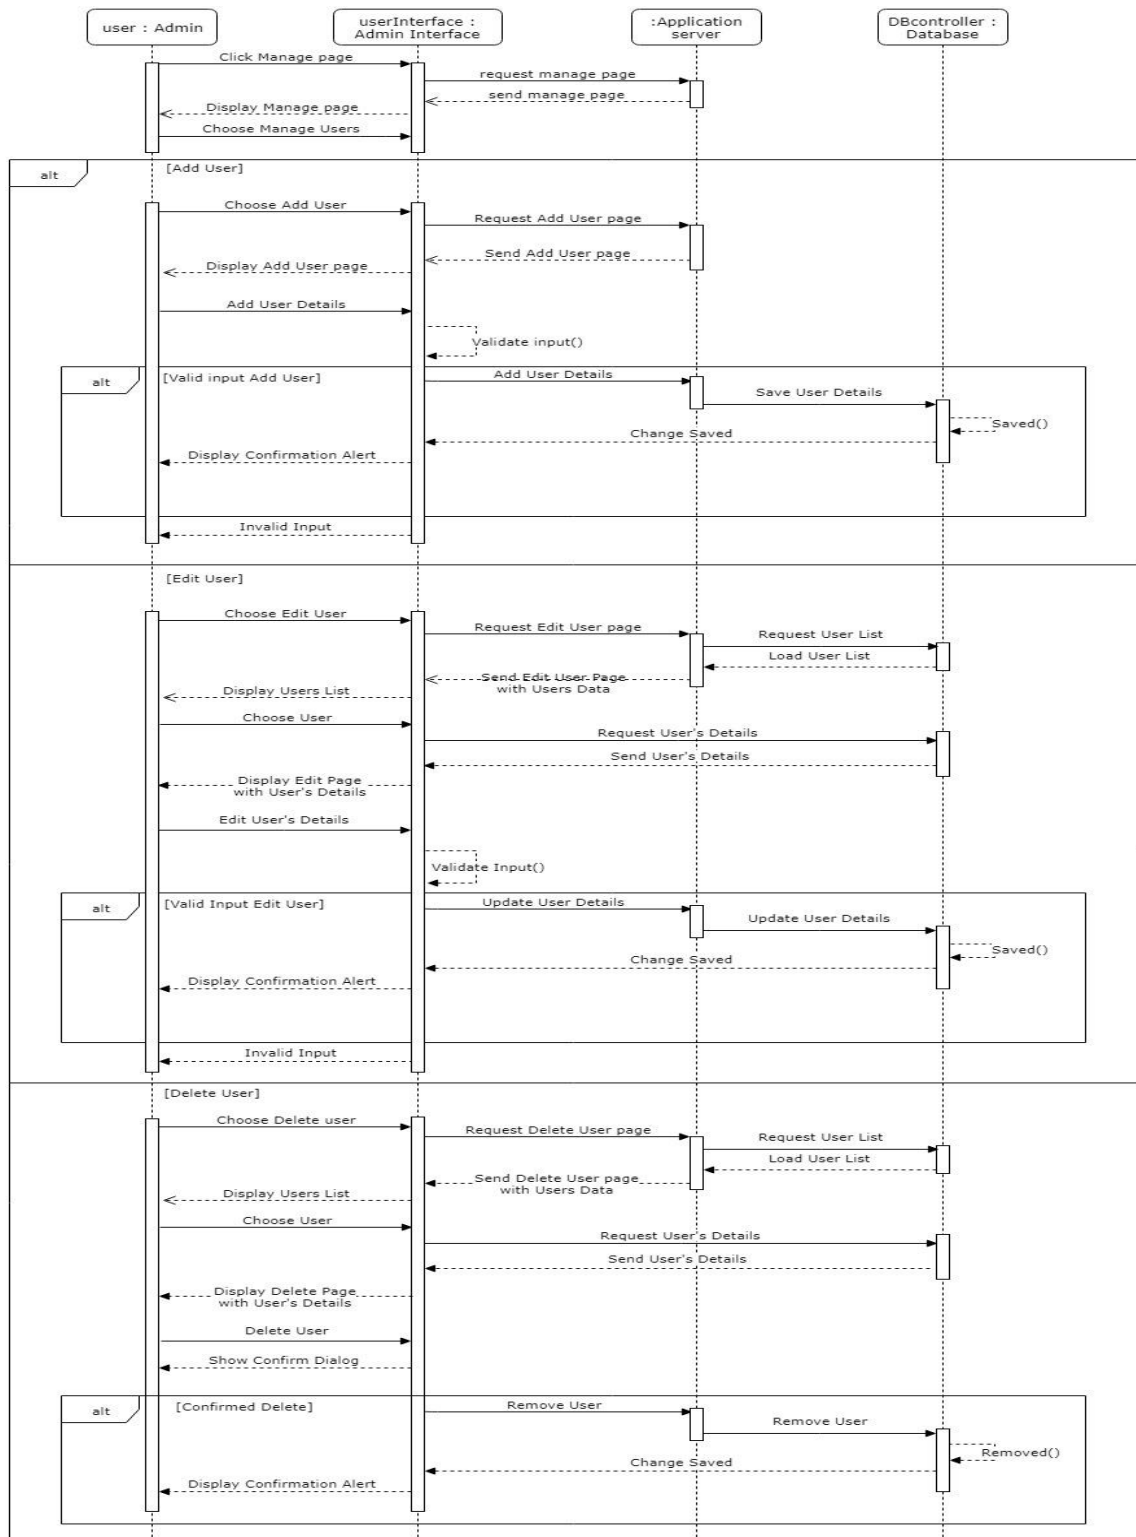 user : Admin
userInterface :
Admin Interface
:Application
server
DBcontroller :
Database
Click Manage page
request manage page
send manage page
Display Manage page
Choose Manage Users
alt
[Add User]
Choose Add User
Request Add User page
Send Add User page
Display Add User page
Add User Details
Validate input()
alt
[Valid input Add User]
Add User Details
Save User Details
Saved()
Change Saved
Display Confirmation Alert
Invalid Input
[Edit User]
Choose Edit User
Request Edit User page
Request User List
Load User List
Send Edit User Page
with Users Data
Display Users List
Choose User
Request User's Details
Send User's Details
Display Edit Page
with User's Details
Edit User's Details
Validate Input()
alt
[Valid Input Edit User]
Update User Details
Update User Details
Saved()
Change Saved
Display Confirmation Alert
Invalid Input
[Delete User]
Choose Delete user
Request Delete User page
Request User List
Load User List
Send Delete User page
with Users Data
Display Users List
Choose User
Request User's Details
Send User's Details
Display Delete Page
with User's Details
Delete User
Show Confirm Dialog
alt
[Confirmed Delete]
Remove User
Remove User
Removed()
Change Saved
Display Confirmation Alert